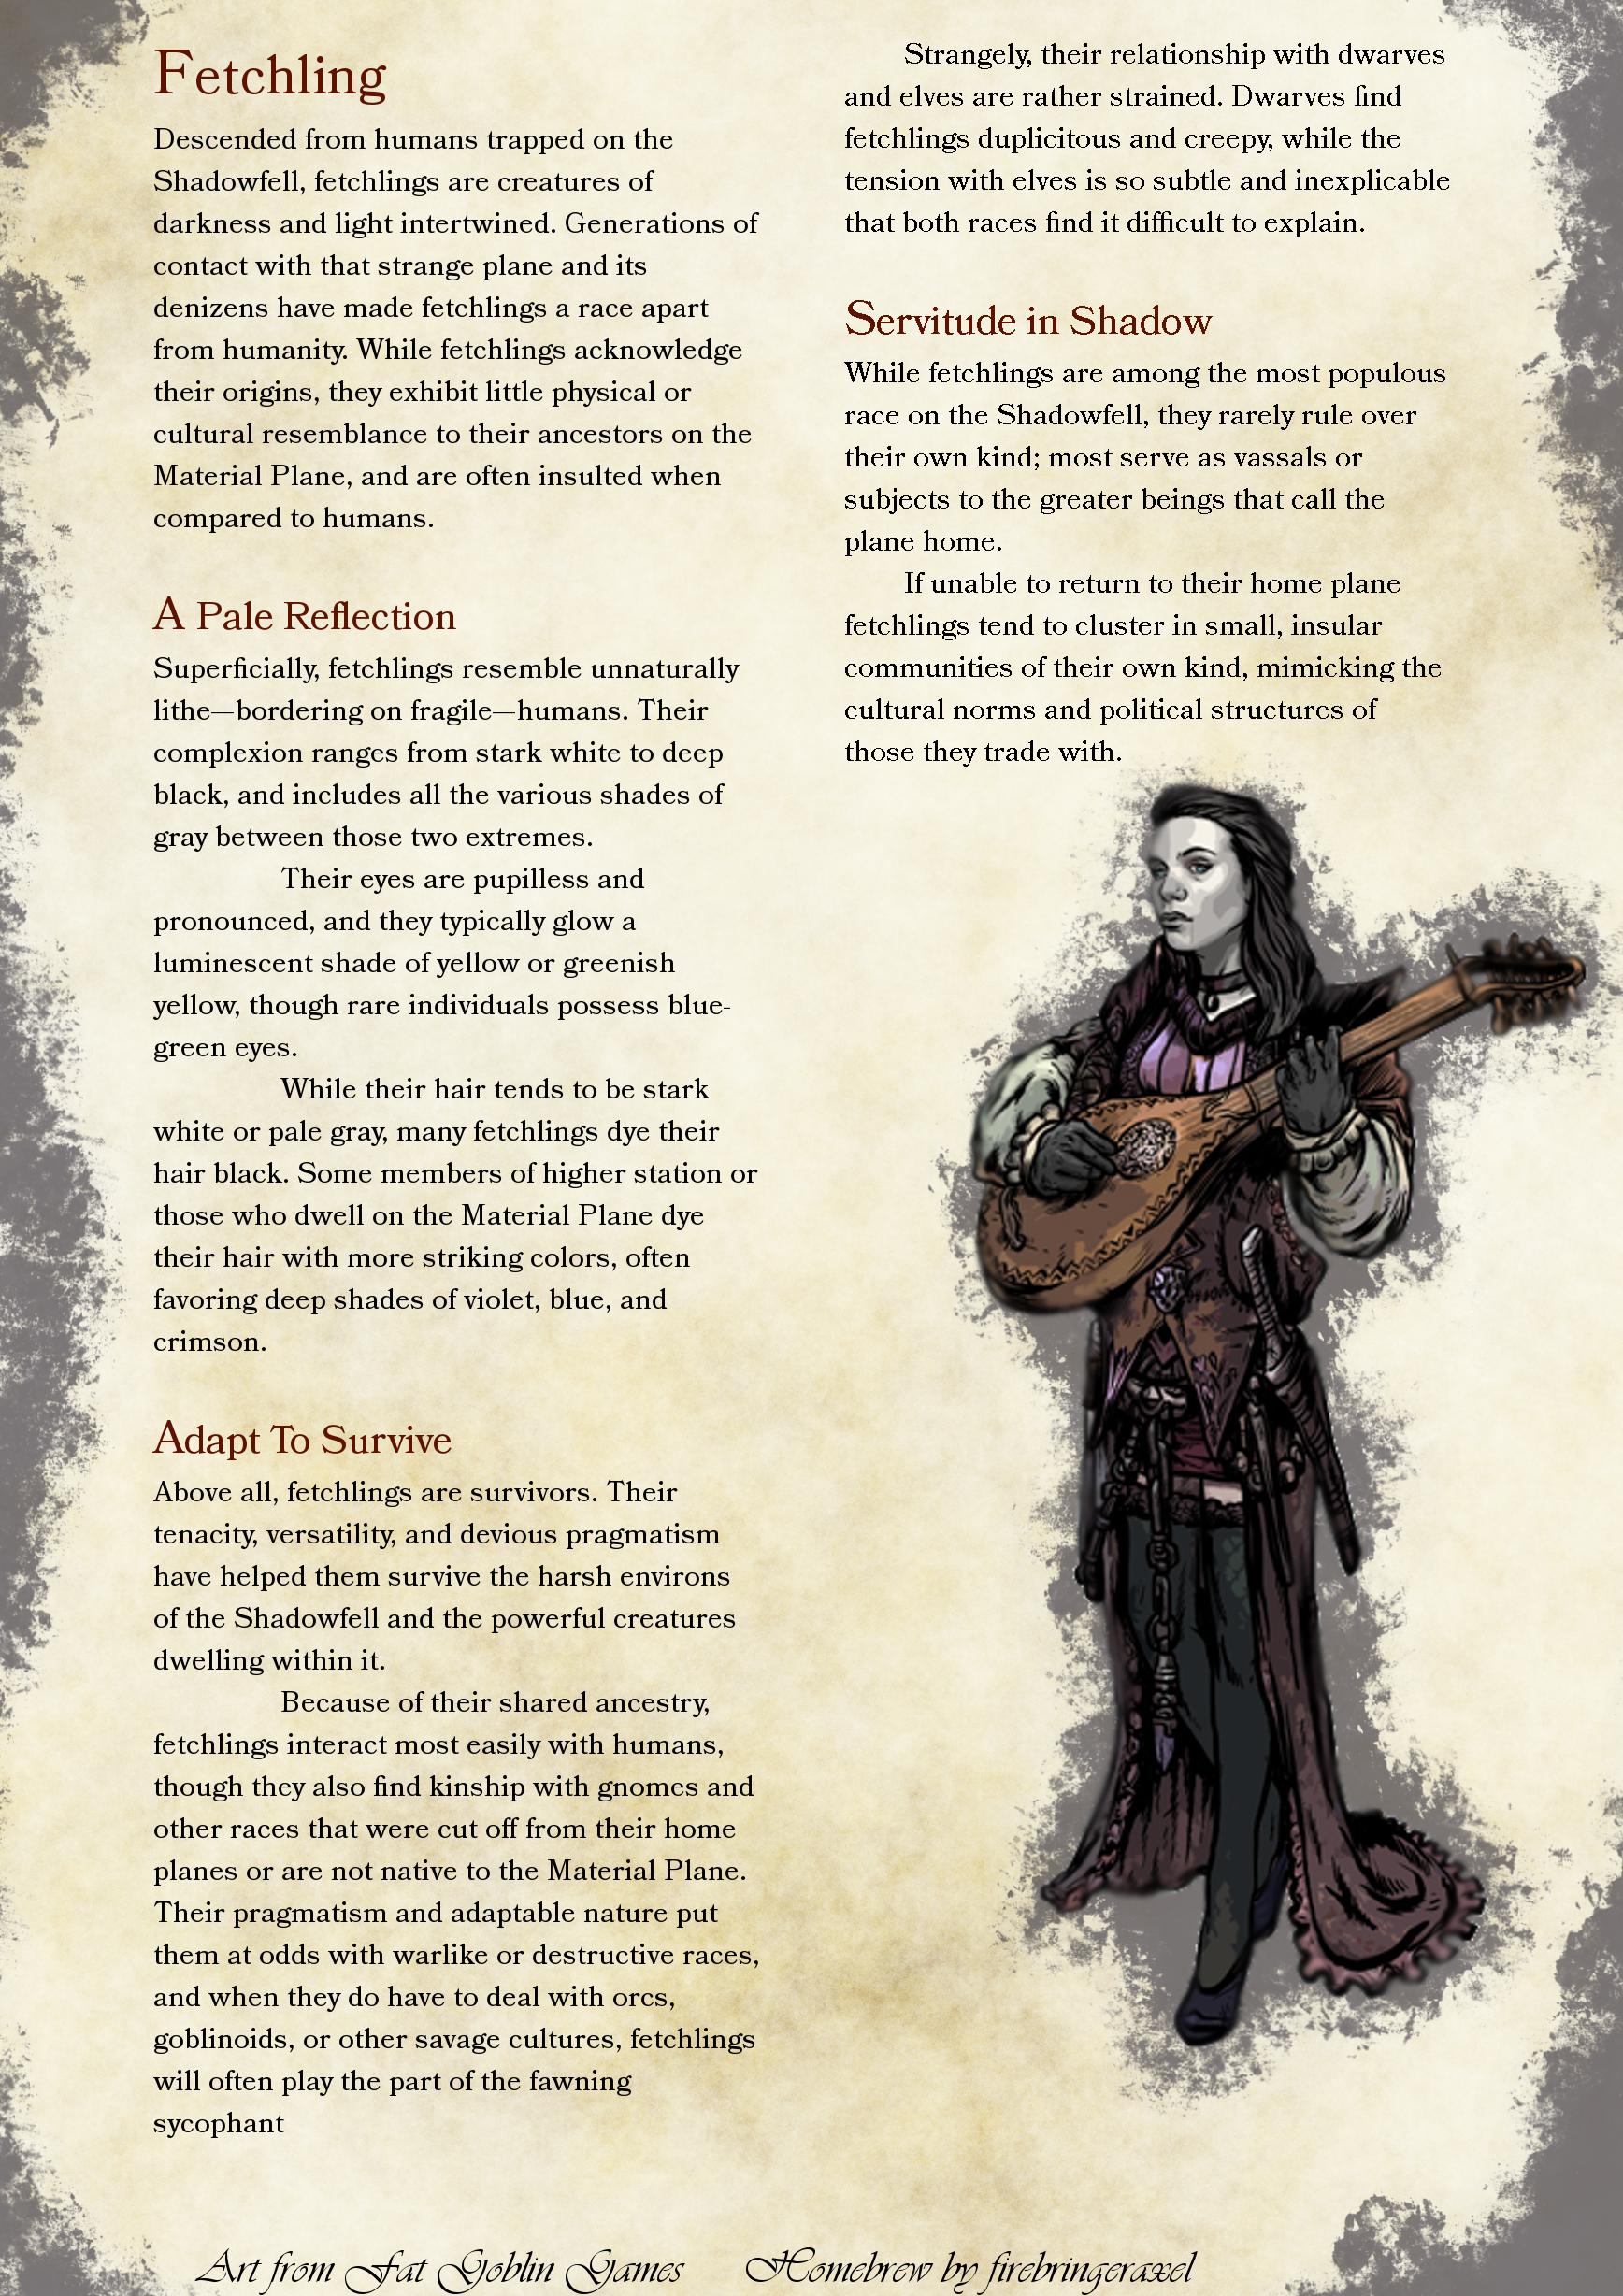 Fetchling
Descended from humans trapped on the
Shadowfell, fetchlings are creatures of
darkness and light intertwined. Generations of
contact with that strange plane and its
denizens have made fetchlings a race apart
from humanity. While fetchlings acknowledge
their origins, they exhibit little physical or
cultural resemblance to their ancestors on the
Material Plane, and are often insulted when
compared to humans.
A Pale Reflection
Superficially, fetchlings resemble unnaturally
lithe—bordering on fragile—humans. Their
complexion ranges from stark white to deep
black, and includes all the various shades of
gray between those two extremes.
Their eyes are pupilless and
pronounced, and they typically glow a
luminescent shade of yellow or greenish
yellow, though rare individuals possess blue-
green eyes.
While their hair tends to be stark
white or pale gray, many fetchlings dye their
hair black. Some members of higher station or
those who dwell on the Material Plane dye
their hair with more striking colors, often
favoring deep shades of violet, blue, and
crimson.
Adapt To Survive
Above all, fetchlings are survivors. Their
tenacity, versatility, and devious pragmatism
have helped them survive the harsh environs
of the Shadowfell and the powerful creatures
dwelling within it.
Because of their shared ancestry,
fetchlings interact most easily with humans,
though they also find kinship with gnomes and
other races that were cut off from their home
planes or are not native to the Material Plane.
Their pragmatism and adaptable nature put
them at odds with warlike or destructive races,
and when they do have to deal with orcs,
goblinoids, or other savage cultures, fetchlings
will often play the part of the fawning
sycophant
Strangely, their relationship with dwarves
and elves are rather strained. Dwarves find
fetchlings duplicitous and creepy, while the
tension with elves is so subtle and inexplicable
that both races find it difficult to explain.
Servitude in Shadow
While fetchlings are among the most populous
race on the Shadowfell, they rarely rule over
their own kind; most serve as vassals or
subjects to the greater beings that call the
plane home.
If unable to return to their home plane
fetchlings tend to cluster in small, insular
communities of their own kind, mimicking the
cultural norms and political structures of
those they trade with.
Art from Fat Goblin Games
Homebrew by firebringeraxel